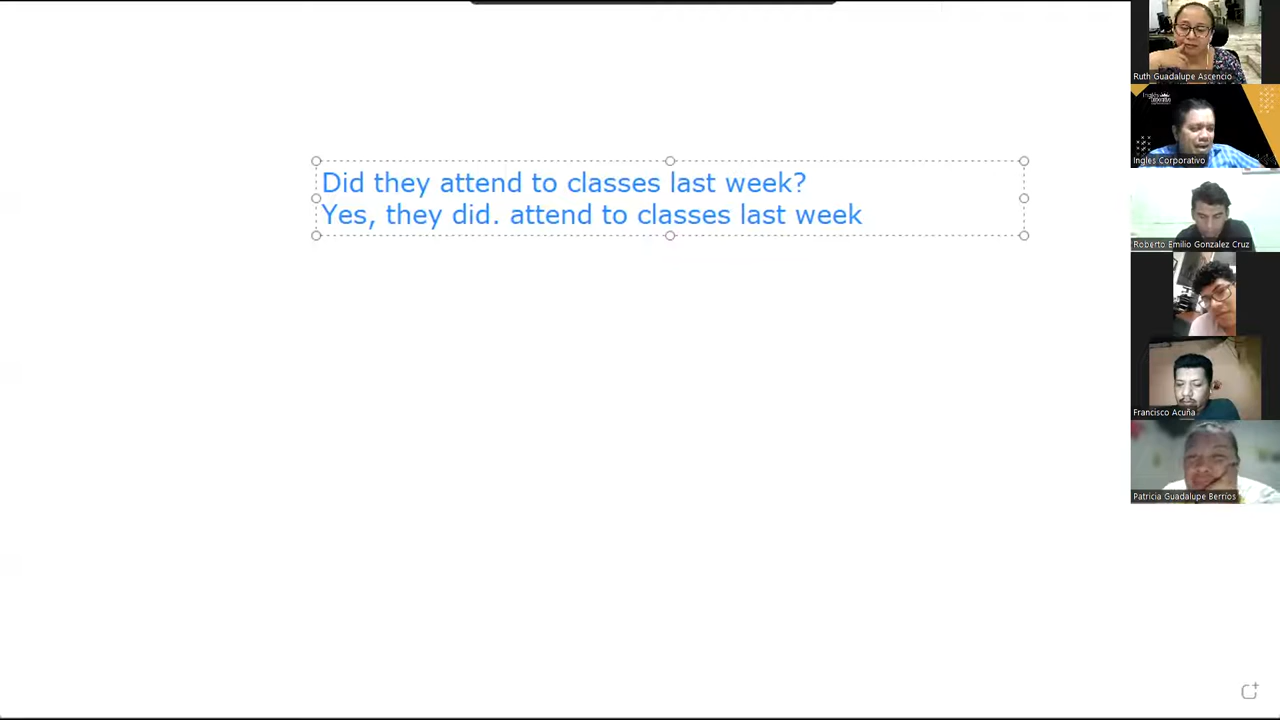 Did they attend to classes last week?
Yes, they did. attend to classes last week
Ruth Guadalupe Ascencio
Ingles Corporativo
Roberto Emilio Gonzalez Cruz
Francisco Acuña
Patricia Guadalupe Berríos